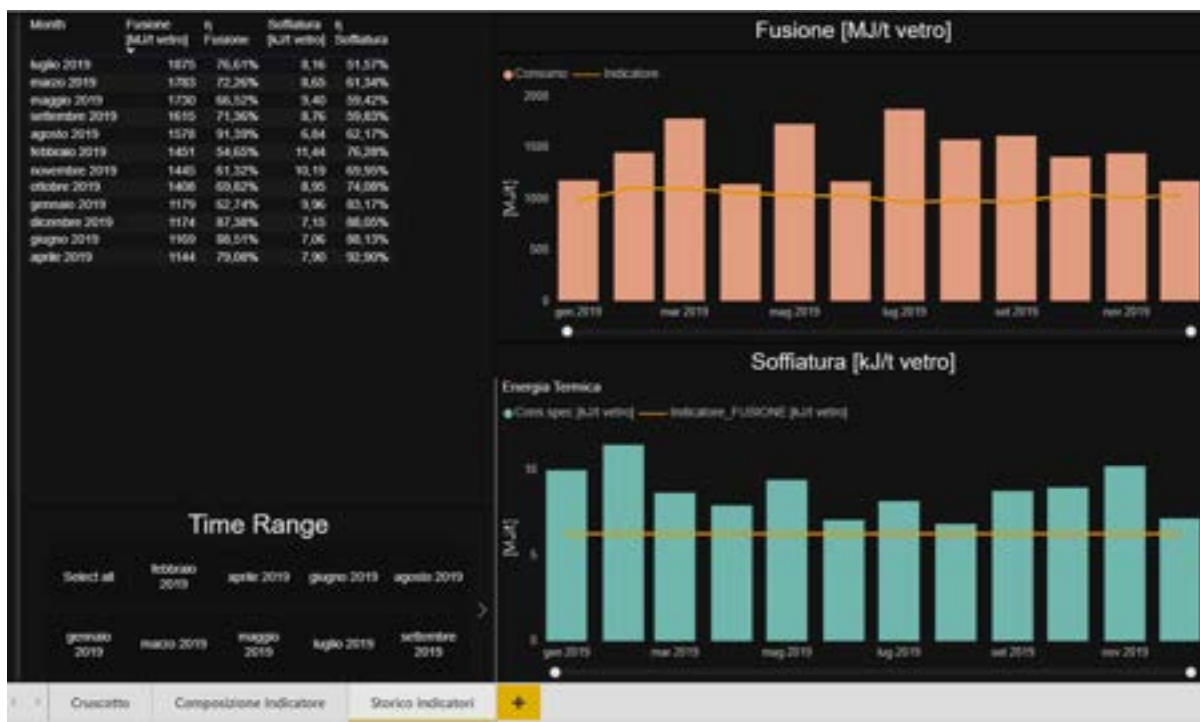 Month Fusione η Soffiatura η
[MJ/t vetro] Fusione [kJ/t vetro] Soffiatura
luglio 2019 1875 76,61% 8,16 51,57%
marzo 2019 1783 72,26% 8,65 61,34%
maggio 2019 1730 66,52% 9,40 59,42%
settembre 2019 1615 71,36% 8,76 59,83%
agosto 2019 1578 91,39% 6,84 62,17%
febbraio 2019 1451 54,65% 11,44 76,28%
novembre 2019 1445 61,32% 10,19 69,95%
ottobre 2019 1408 69,82% 8,95 74,08%
gennaio 2019 1179 62,74% 9,96 83,17%
dicembre 2019 1174 87,38% 7,15 88,05%
giugno 2019 1169 88,51% 7,06 88,13%
aprile 2019 1144 79,08% 7,90 92,90%
Fusione [MJ/t vetro]
Consumo Indicatore
2000
1500
1000
500
0
[MJ/t]
gen 2019 mar 2019 mag 2019 lug 2019 set 2019 nov 2019
Soffiatura [kJ/t vetro]
Energia Termica
Cons spec [kJ/t vetro] Indicatore_FUSIONE [kJ/t vetro]
10
5
0
[MJ/t]
gen 2019 mar 2019 mag 2019 lug 2019 set 2019 nov 2019
Time Range
Select all febbraio 2019 aprile 2019 giugno 2019 agosto 2019
gennaio 2019 marzo 2019 maggio 2019 luglio 2019 settembre 2019
Cruscotto Composizione Indicatore Storico Indicatori +